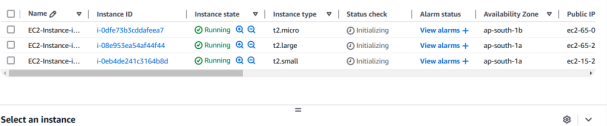 Name Instance ID Instance state Instance type Status check Alarm status Availability Zone Public IP
EC2-Instance-i... i-0dfe73b3cddafeea7 Running t2.micro Initializing View alarms + ap-south-1b ec2-65-0
EC2-Instance-i... i-08e953ea54af44f44 Running t2.large Initializing View alarms + ap-south-1a ec2-65-2
EC2-Instance-i... i-0eb4de241c3164b8d Running t2.small Initializing View alarms + ap-south-1a ec2-15-2
Select an instance